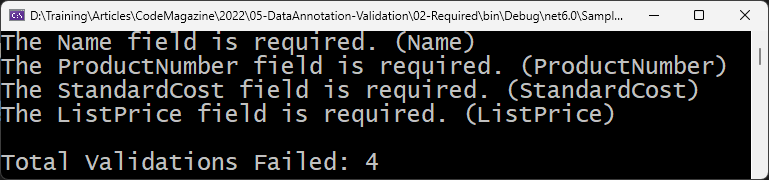 D:\Training\Articles\CodeMagazine\2022\05-DataAnnotation-Validation\02-Required\bin\Debug\net6.0\Sampl...
The Name field is required. (Name)
The ProductNumber field is required. (ProductNumber)
The StandardCost field is required. (StandardCost)
The ListPrice field is required. (ListPrice)
Total Validations Failed: 4